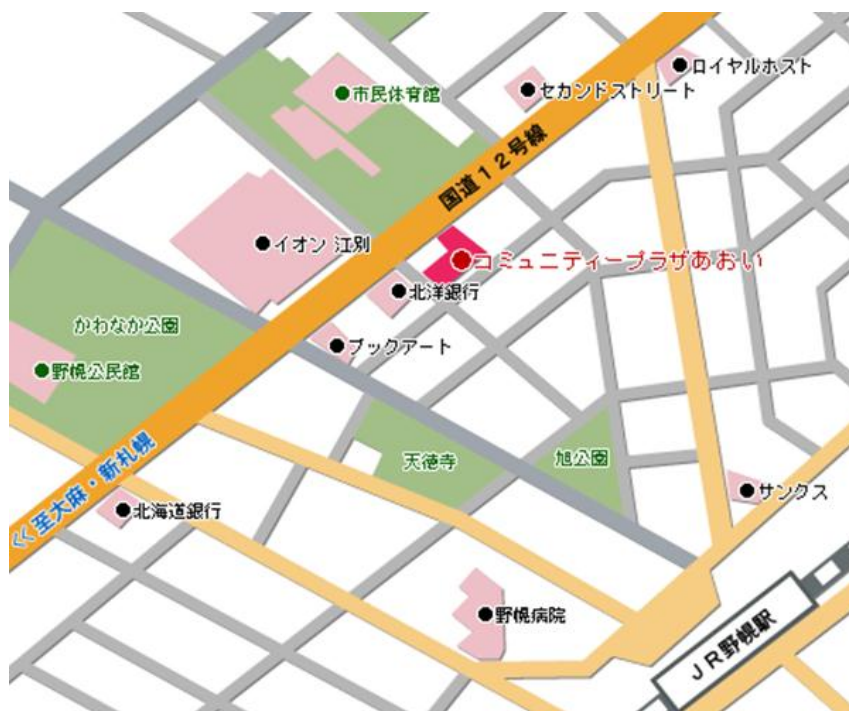 ロイヤルホスト
セカンドストリート
市民体育館
国道12号線
イオン 江別
コミュニティープラザあおい
北洋銀行
かわなか公園
ブックアート
野幌公民館
天徳寺
旭公園
<<至大麻・新札幌
サンクス
北海道銀行
野幌病院
JR野幌駅